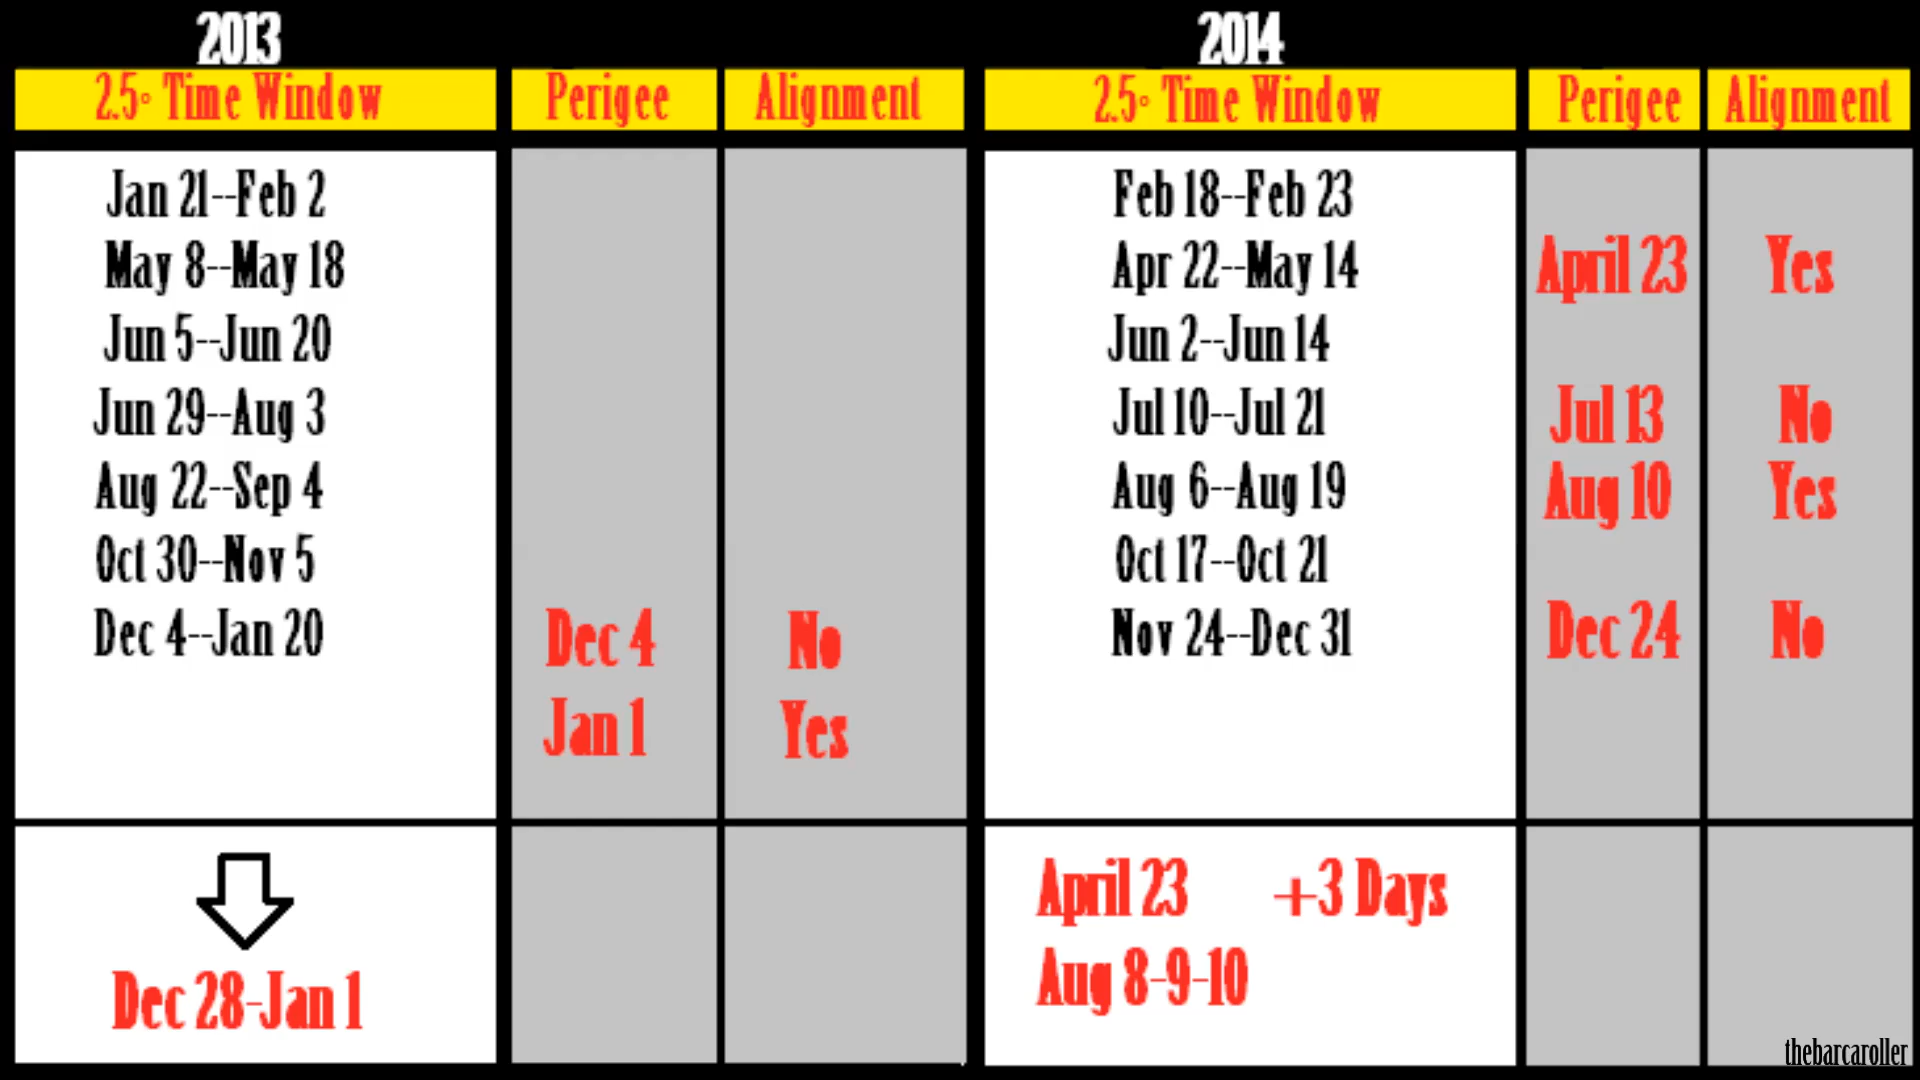 2013
2.5° Time Window Perigee Alignment
Jan 21--Feb 2
May 8--May 18
Jun 5--Jun 20
Jun 29--Aug 3
Aug 22--Sep 4
Oct 30--Nov 5
Dec 4--Jan 20 Dec 4 No
Jan 1 Yes
Dec 28-Jan 1
2014
2.5° Time Window Perigee Alignment
Feb 18--Feb 23
Apr 22--May 14 April 23 Yes
Jun 2--Jun 14
Jul 10--Jul 21 Jul 13 No
Aug 6--Aug 19 Aug 10 Yes
Oct 17--Oct 21
Nov 24--Dec 31 Dec 24 No
April 23 +3 Days
Aug 8-9-10
thebarcaroller